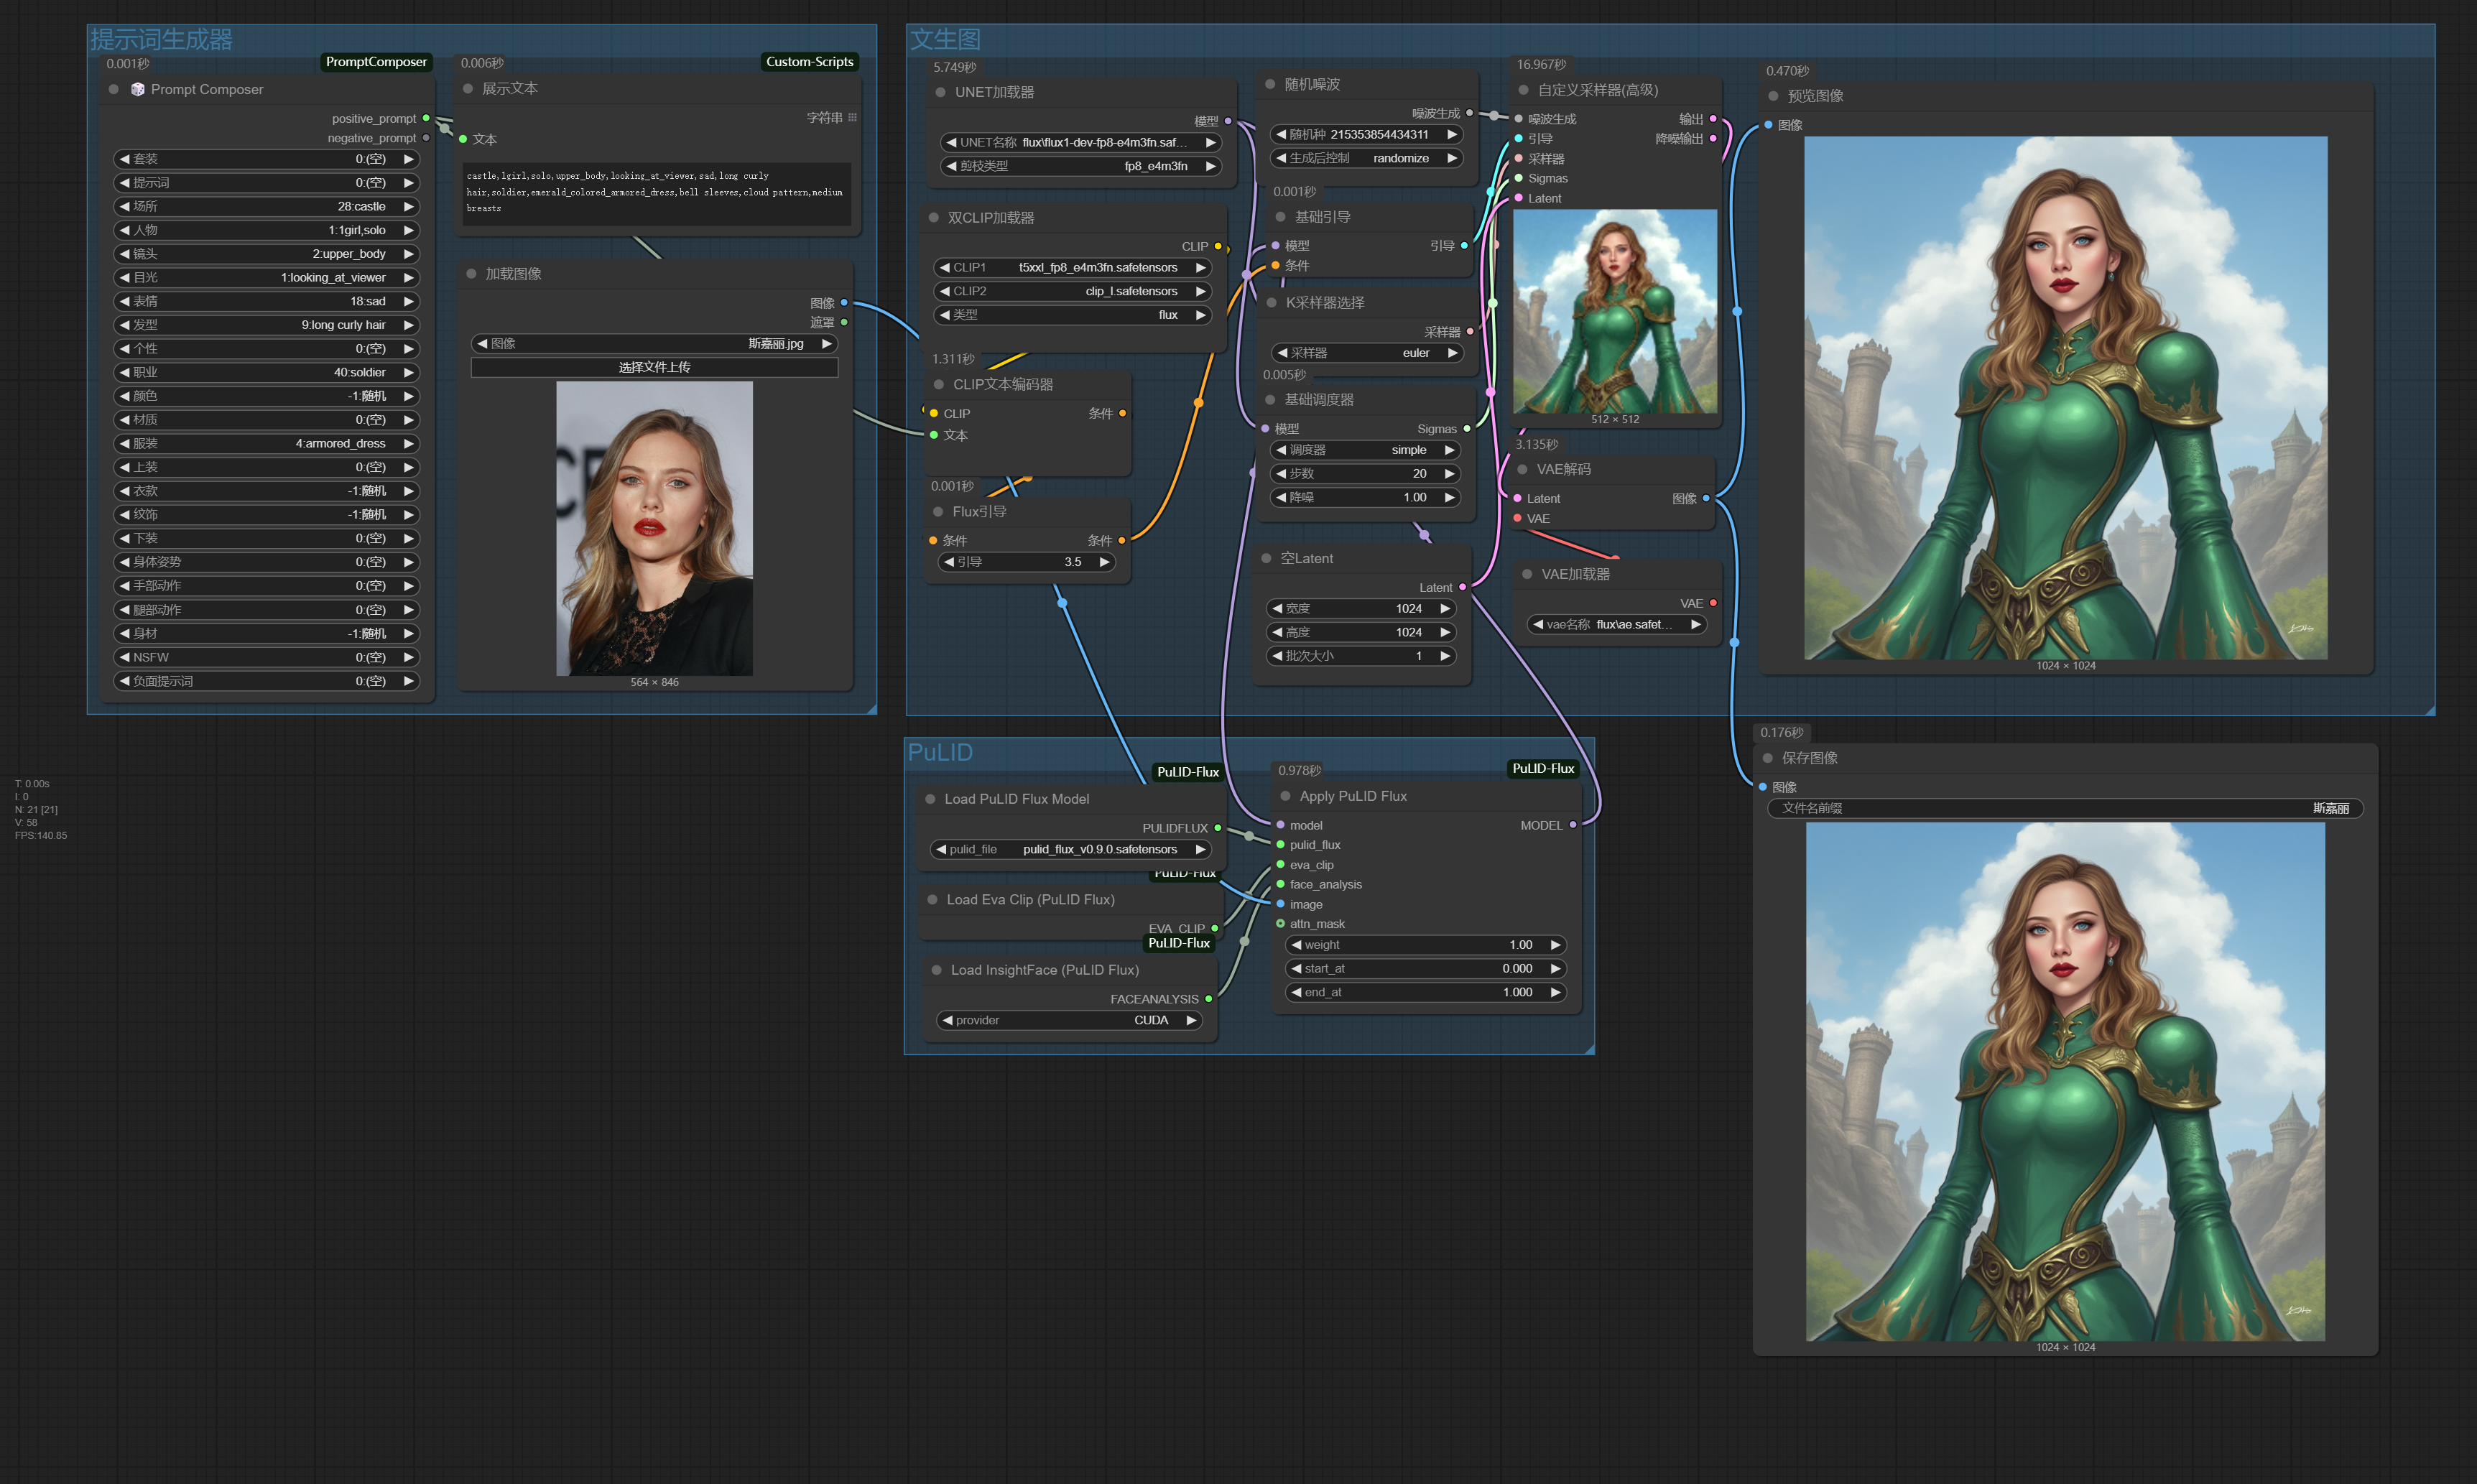 提示词生成器
0.001秒
PromptComposer
Prompt Composer
positive_prompt
negative_prompt
套装 0:(空)
提示词 0:(空)
场所 28:castle
人物 1:1girl,solo
镜头 2:upper_body
目光 1:looking_at_viewer
表情 18:sad
发型 9:long curly hair
个性 0:(空)
职业 40:soldier
颜色 -1:随机
材质 0:(空)
服装 4:armored_dress
上装 0:(空)
衣款 -1:随机
纹饰 -1:随机
下装 0:(空)
身体姿势 0:(空)
手部动作 0:(空)
腿部动作 0:(空)
身材 -1:随机
NSFW 0:(空)
负面提示词 0:(空)
0.006秒
Custom-Scripts
展示文本
字符串
文本
castle,1girl,solo,upper_body,looking_at_viewer,sad,long curly
hair,soldier,emerald_colored_armored_dress,bell sleeves,cloud pattern,medium
breasts
加载图像
图像
遮罩
图像 斯嘉丽.jpg
选择文件上传
564 × 846
文生图
5.749秒
UNET加载器
模型
UNET名称 flux\flux1-dev-fp8-e4m3fn.saf...
剪枝类型 fp8_e4m3fn
双CLIP加载器
CLIP
CLIP1 t5xxl_fp8_e4m3fn.safetensors
CLIP2 clip_l.safetensors
类型 flux
1.311秒
CLIP文本编码器
CLIP 条件
文本
0.001秒
Flux引导
条件 条件
引导 3.5
随机噪波
噪波生成
随机种 215353854434311
生成后控制 randomize
0.001秒
基础引导
模型 引导
条件
K采样器选择
采样器
采样器 euler
0.005秒
基础调度器
模型 Sigmas
调度器 simple
步数 20
降噪 1.00
空Latent
Latent
宽度 1024
高度 1024
批次大小 1
16.967秒
自定义采样器(高级)
噪波生成 输出
引导 降噪输出
采样器
Sigmas
Latent
512 × 512
3.135秒
VAE解码
Latent 图像
VAE
VAE加载器
VAE
vae名称 flux\ae.safet...
0.470秒
预览图像
图像
1024 × 1024
PuLID
PuLID-Flux
Load PuLID Flux Model
PULIDFLUX
pulid_file pulid_flux_v0.9.0.safetensors
PuLID-Flux
Load Eva Clip (PuLID Flux)
EVA_CLIP
PuLID-Flux
Load InsightFace (PuLID Flux)
FACEANALYSIS
provider CUDA
0.978秒
PuLID-Flux
Apply PuLID Flux
model MODEL
pulid_flux
eva_clip
face_analysis
image
attn_mask
weight 1.00
start_at 0.000
end_at 1.000
0.176秒
保存图像
图像
文件名前缀 斯嘉丽
1024 × 1024
T: 0.00s
I: 0
N: 21 [21]
V: 58
FPS:140.85